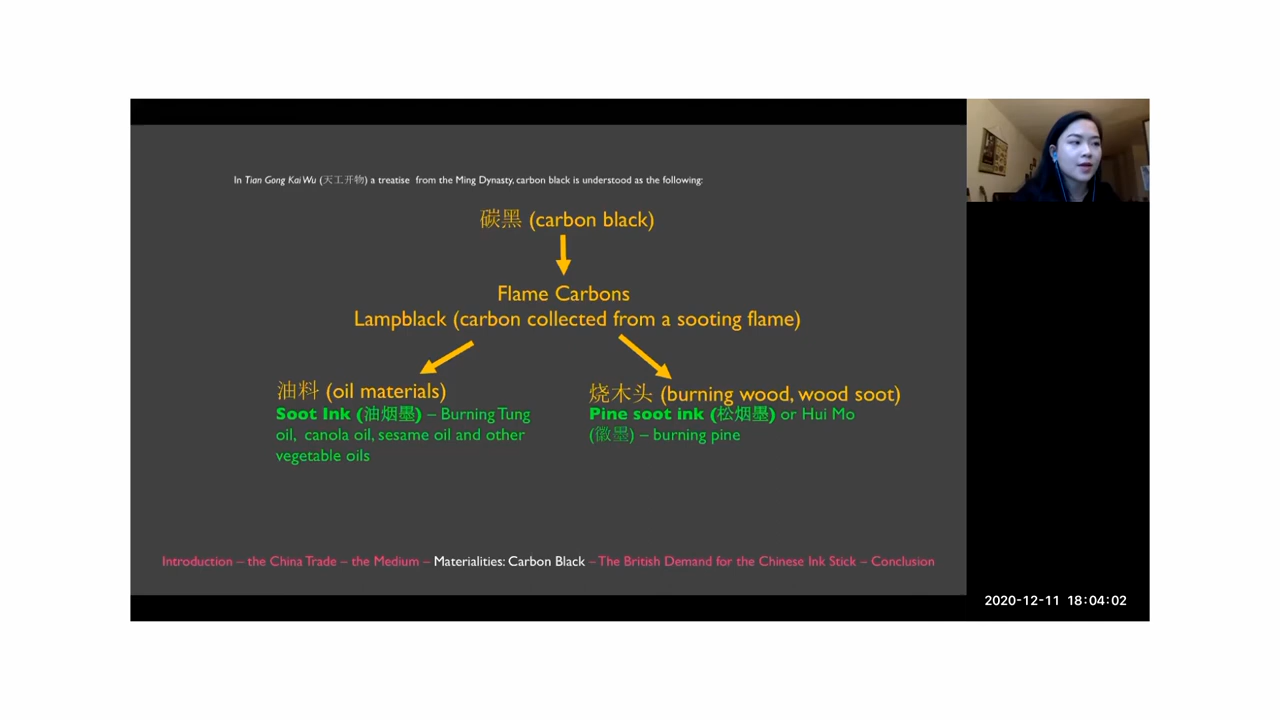 In Tian Gong Kai Wu (天工开物) a treatise from the Ming Dynasty, carbon black is understood as the following:
碳黑 (carbon black)
Flame Carbons
Lampblack (carbon collected from a sooting flame)
油料 (oil materials)
Soot Ink (油烟墨) – Burning Tung
oil, canola oil, sesame oil and other
vegetable oils
烧木头 (burning wood, wood soot)
Pine soot ink (松烟墨) or Hui Mo
(徽墨) – burning pine
Introduction – the China Trade – the Medium – Materialities: Carbon Black – The British Demand for the Chinese Ink Stick – Conclusion
2020-12-11 18:04:02